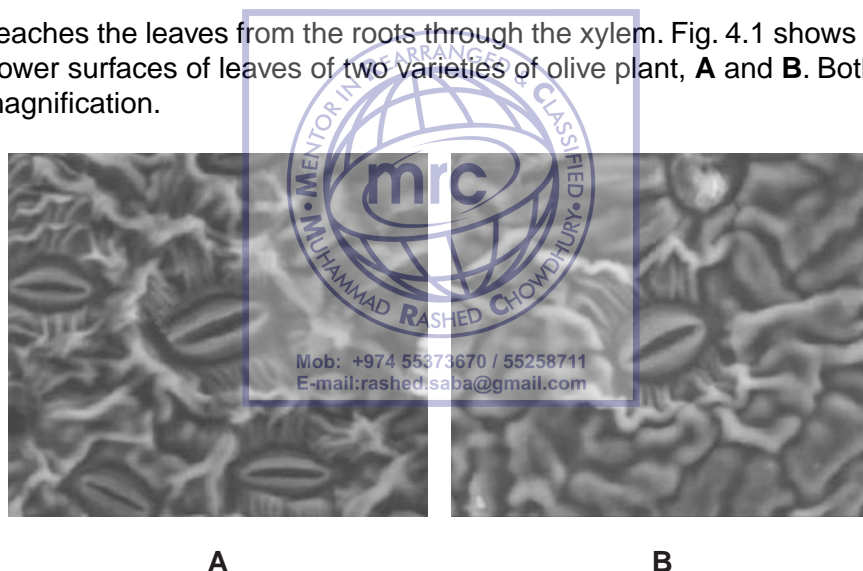 eaches the leaves from the roots through the xylem. Fig. 4.1 shows
ower surfaces of leaves of two varieties of olive plant, A and B. Bot
nagnification.
MENTOR IN REARRANGED & CLASSIFIED
mrc
MUHAMMAD RASHED CHOWDHURY
Mob: +974 55373670 / 55258711
E-mail:rashed.saba@gmail.com
A B